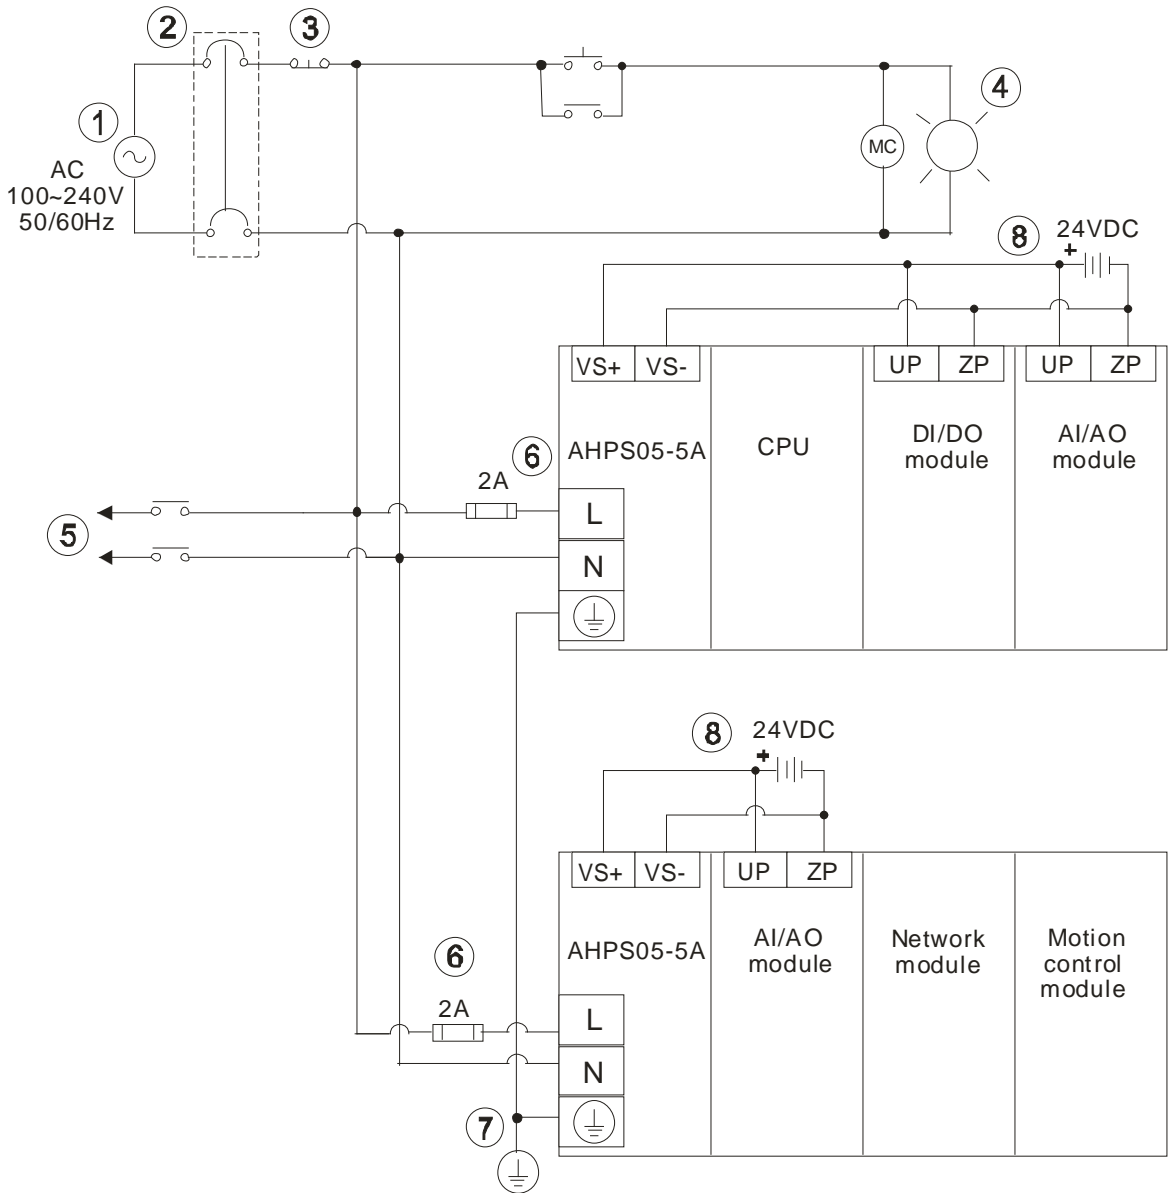 2
3
1
4
AC
100~240V
50/60Hz
MC
8
24VDC
+
VS+ VS- UP ZP UP ZP
6
AHPS05-5A
CPU
DI/DO
module
AI/AO
module
2A
5
L
N
8
24VDC
+
VS+ VS- UP ZP
AHPS05-5A
AI/AO
module
Network
module
Motion
control
module
6
2A
L
N
7